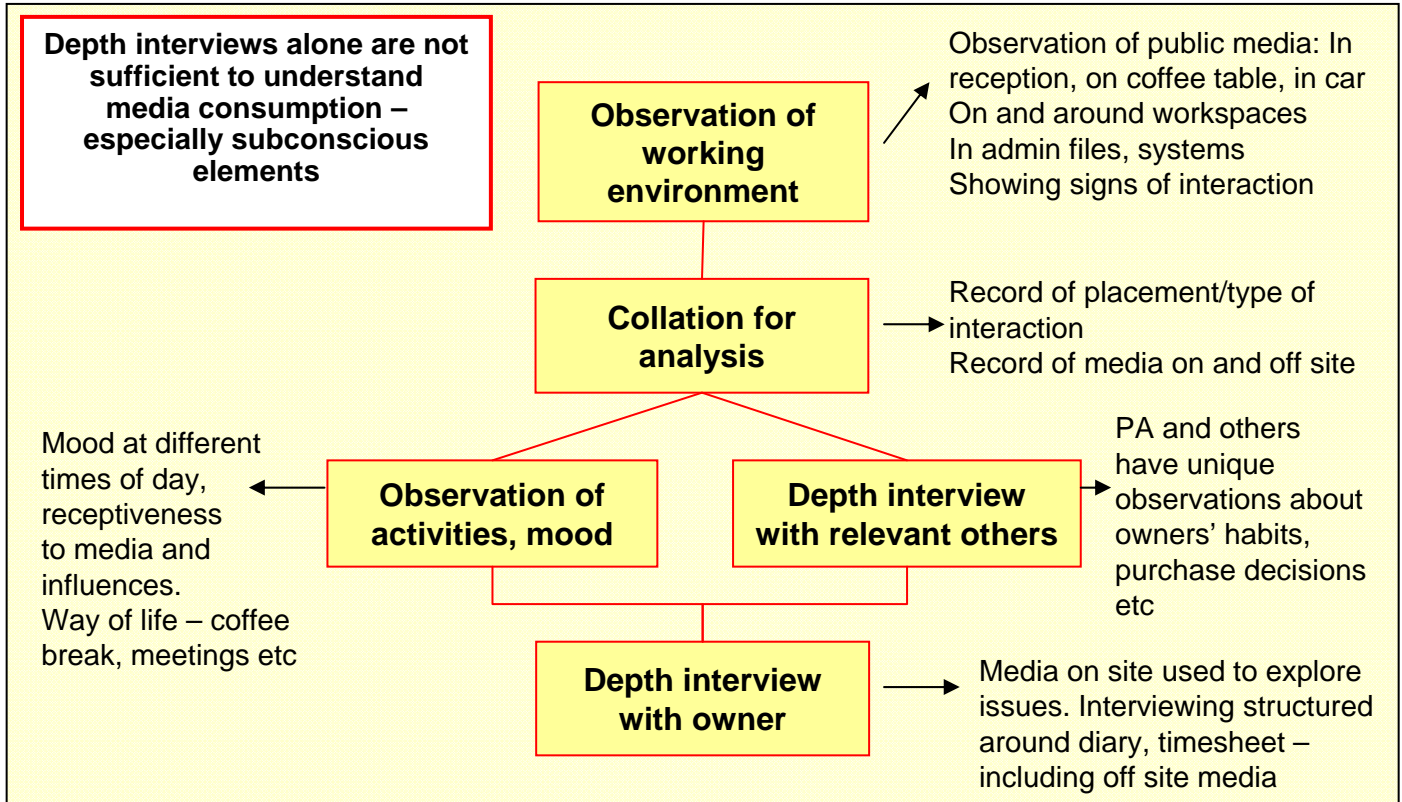 Depth interviews alone are not
sufficient to understand
media consumption –
especially subconscious
elements
Observation of
working
environment
Observation of public media: In
reception, on coffee table, in car
On and around workspaces
In admin files, systems
Showing signs of interaction
Collation for
analysis
Record of placement/type of
interaction
Record of media on and off site
Mood at different
times of day,
receptiveness
to media and
influences.
Way of life – coffee
break, meetings etc
Observation of
activities, mood
Depth interview
with relevant others
PA and others
have unique
observations about
owners’ habits,
purchase decisions
etc
Depth interview
with owner
Media on site used to explore
issues. Interviewing structured
around diary, timesheet –
including off site media